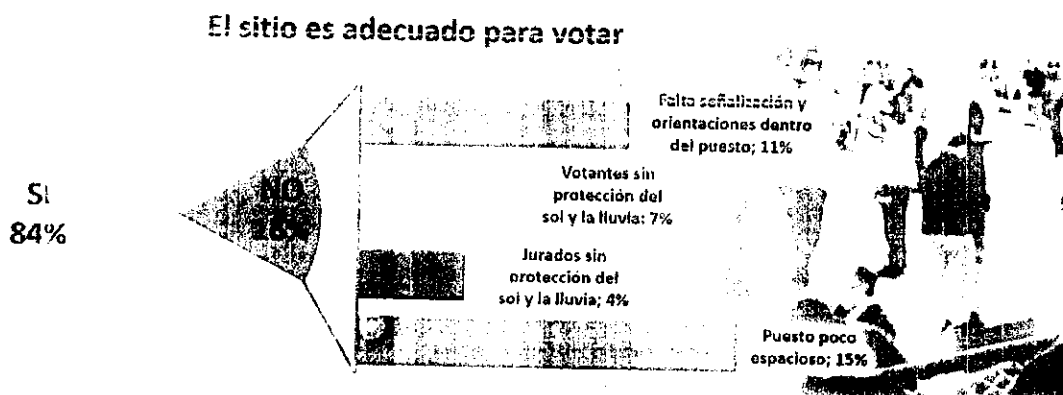 El sitio es adecuado para votar
SI
84%
NO
Falta señalización y
orientaciones dentro
del puesto; 11%
Votantes sin
protección del
sol y la lluvia; 7%
Jurados sin
protección del
sol y la lluvia; 4%
Puesto poco
espacioso; 15%